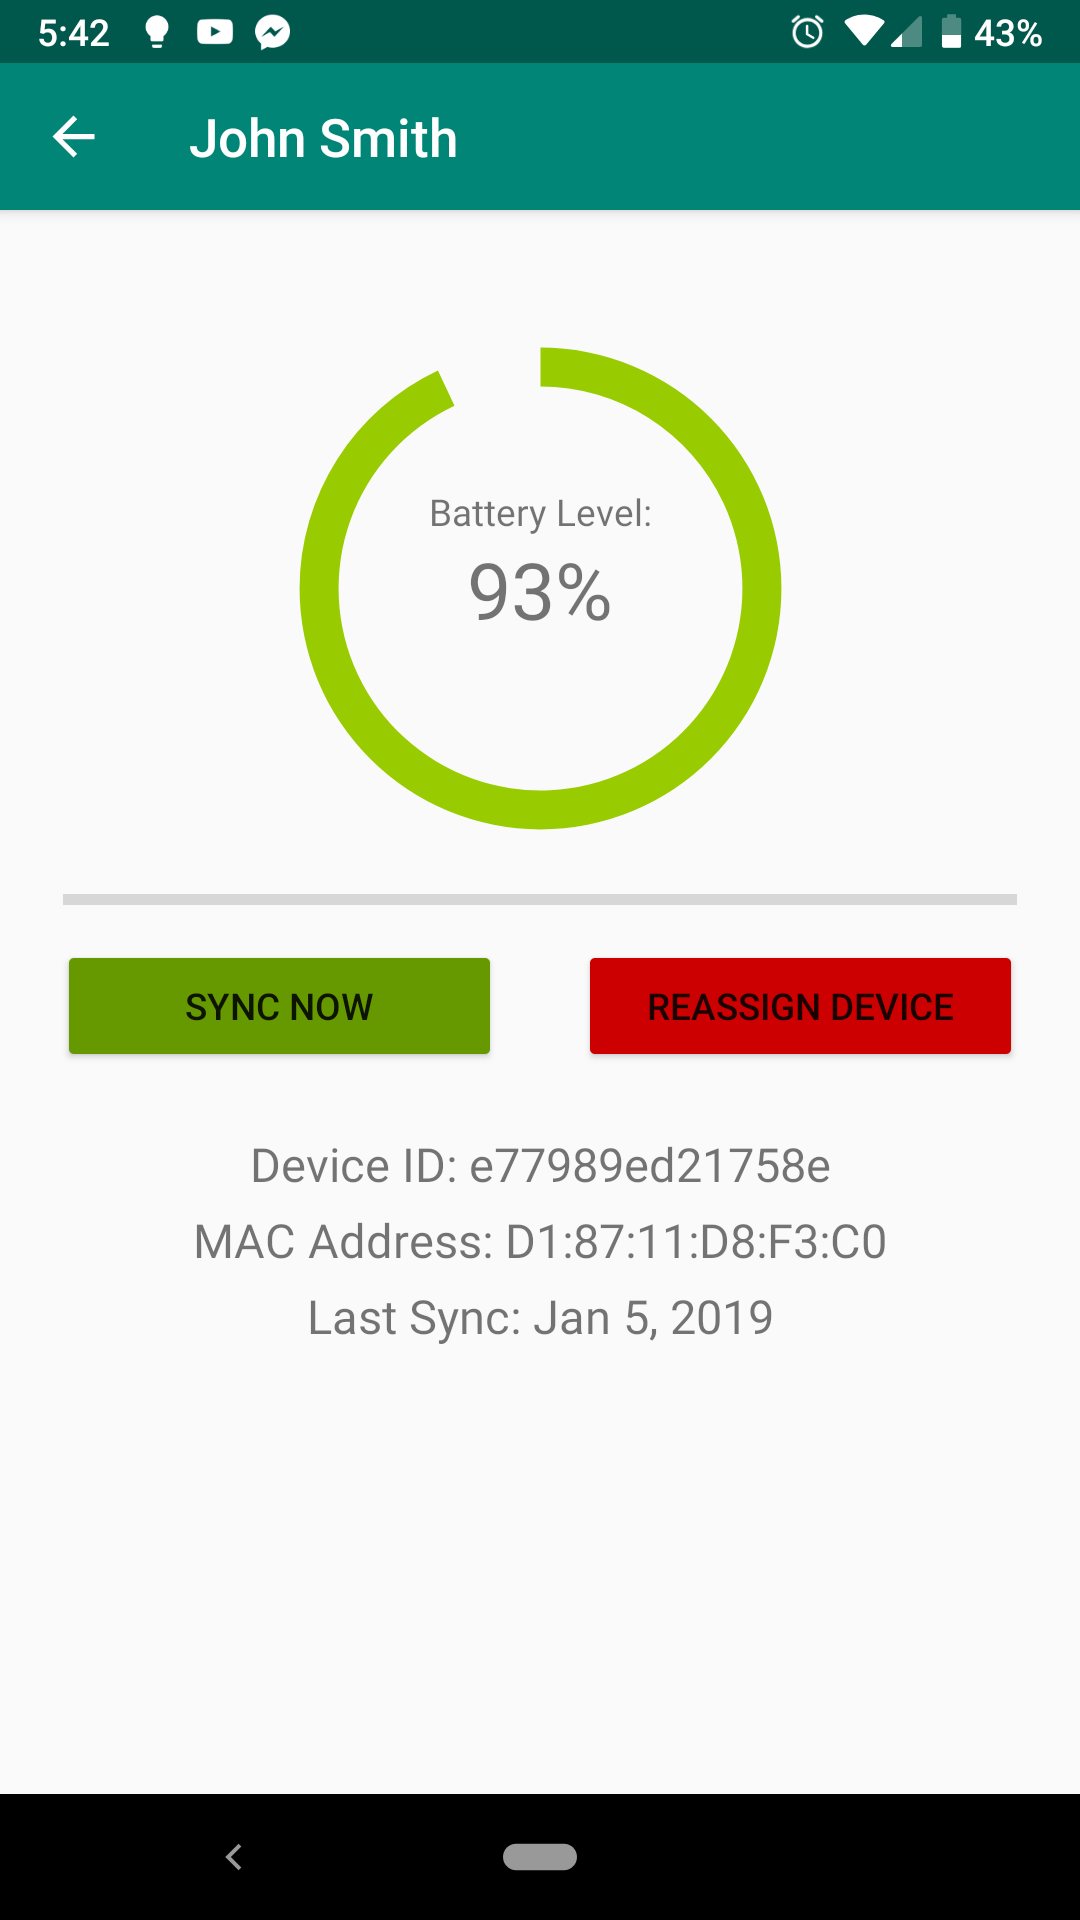 5:42 43%
John Smith
Battery Level:
93%
SYNC NOW REASSIGN DEVICE
Device ID: e77989ed21758e
MAC Address: D1:87:11:D8:F3:C0
Last Sync: Jan 5, 2019